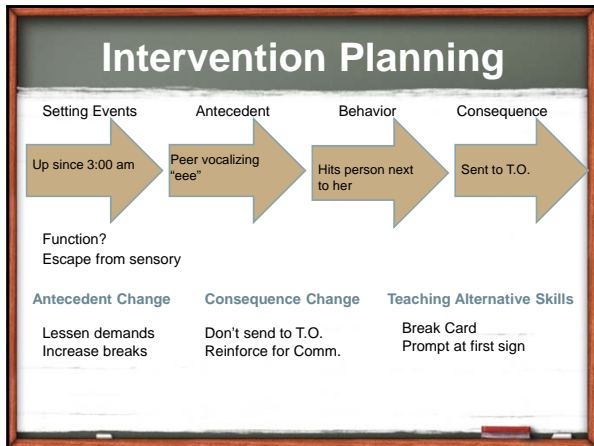 Intervention Planning
Setting Events
Antecedent
Behavior
Consequence
Up since 3:00 am
Peer vocalizing
“eee”
Hits person next
to her
Sent to T.O.
Function?
Escape from sensory
Antecedent Change
Consequence Change
Teaching Alternative Skills
Lessen demands
Increase breaks
Don’t send to T.O.
Reinforce for Comm.
Break Card
Prompt at first sign